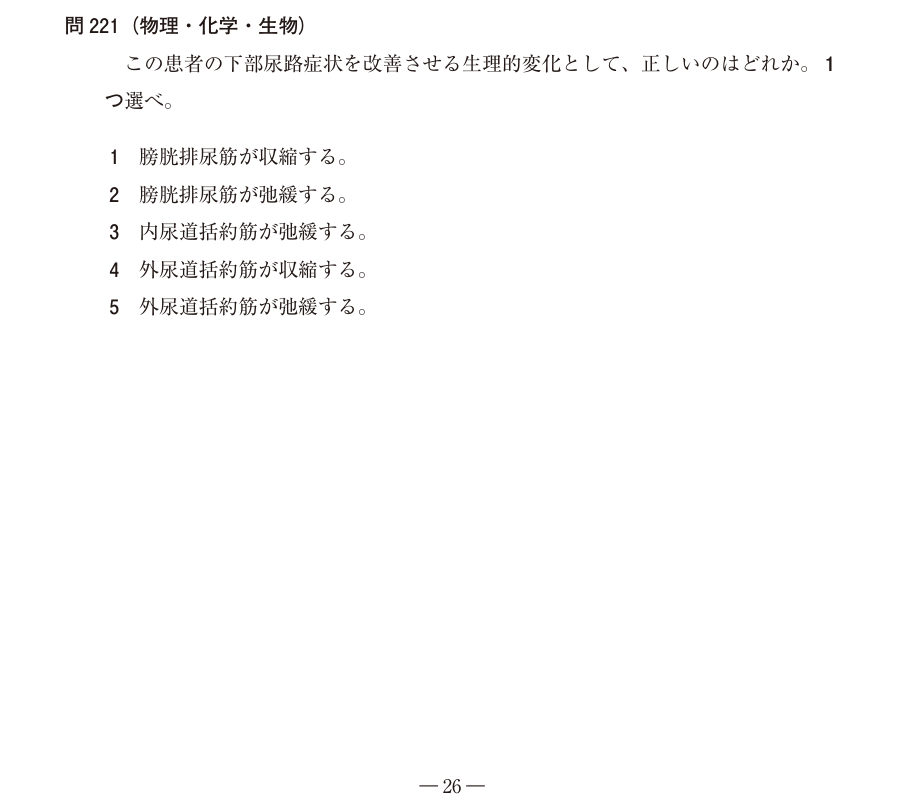 問 221（物理・化学・生物）
この患者の下部尿路症状を改善させる生理的変化として、正しいのはどれか。1
つ選べ。
1 膀胱排尿筋が収縮する。
2 膀胱排尿筋が弛緩する。
3 内尿道括約筋が弛緩する。
4 外尿道括約筋が収縮する。
5 外尿道括約筋が弛緩する。
— 26 —